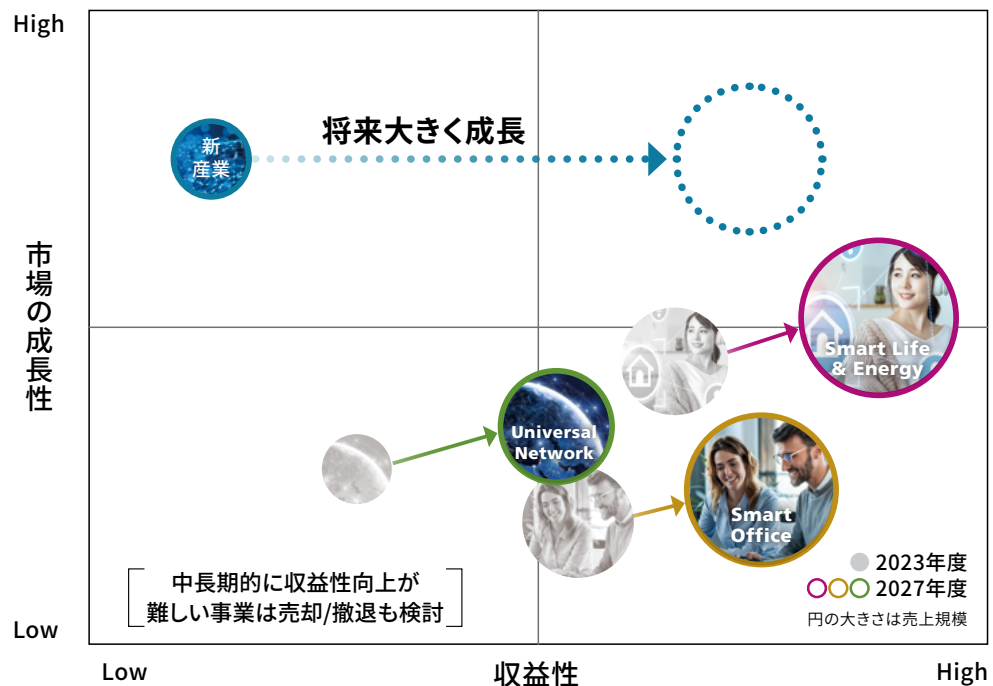 High
将来大きく成長
新
産業
市場の成長性
Smart Life
& Energy
Universal
Network
Smart
Office
中長期的に収益性向上が
難しい事業は売却/撤退も検討
2023年度
2027年度
円の大きさは売上規模
Low
Low
収益性
High